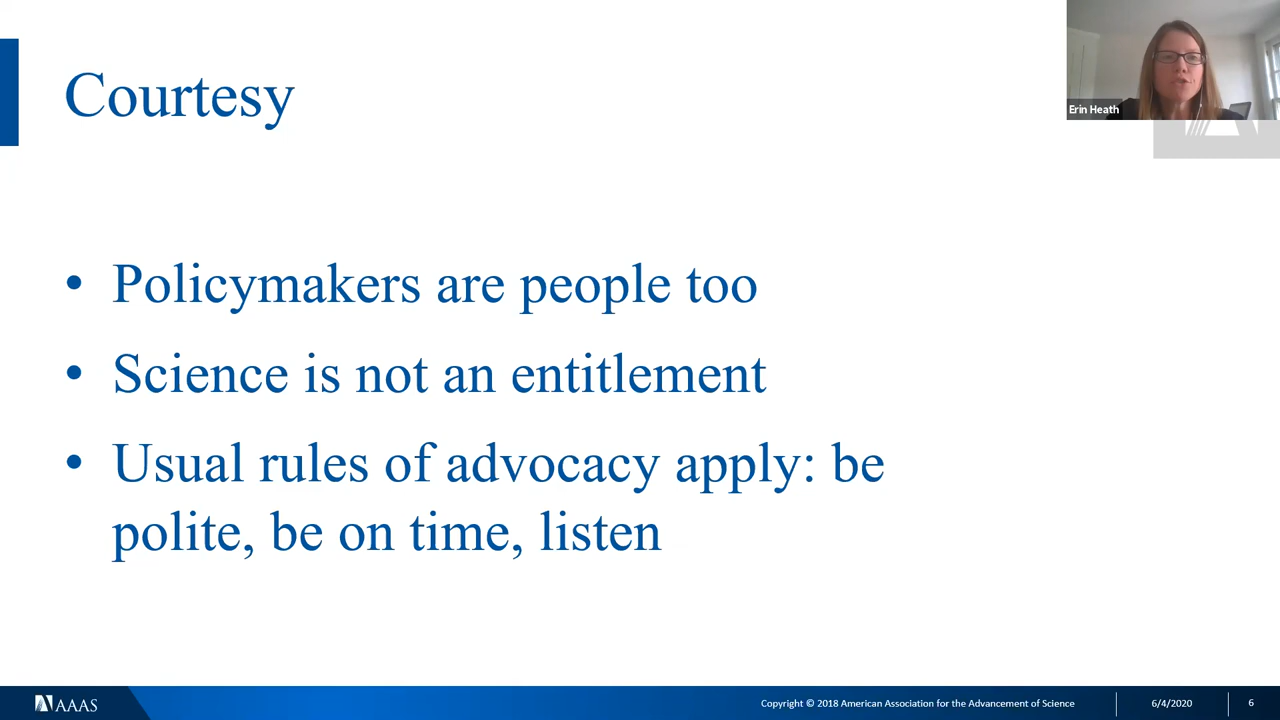 Courtesy
Erin Heath
• Policymakers are people too
• Science is not an entitlement
• Usual rules of advocacy apply: be
polite, be on time, listen
AAAS
Copyright © 2018 American Association for the Advancement of Science
6/4/2020
6